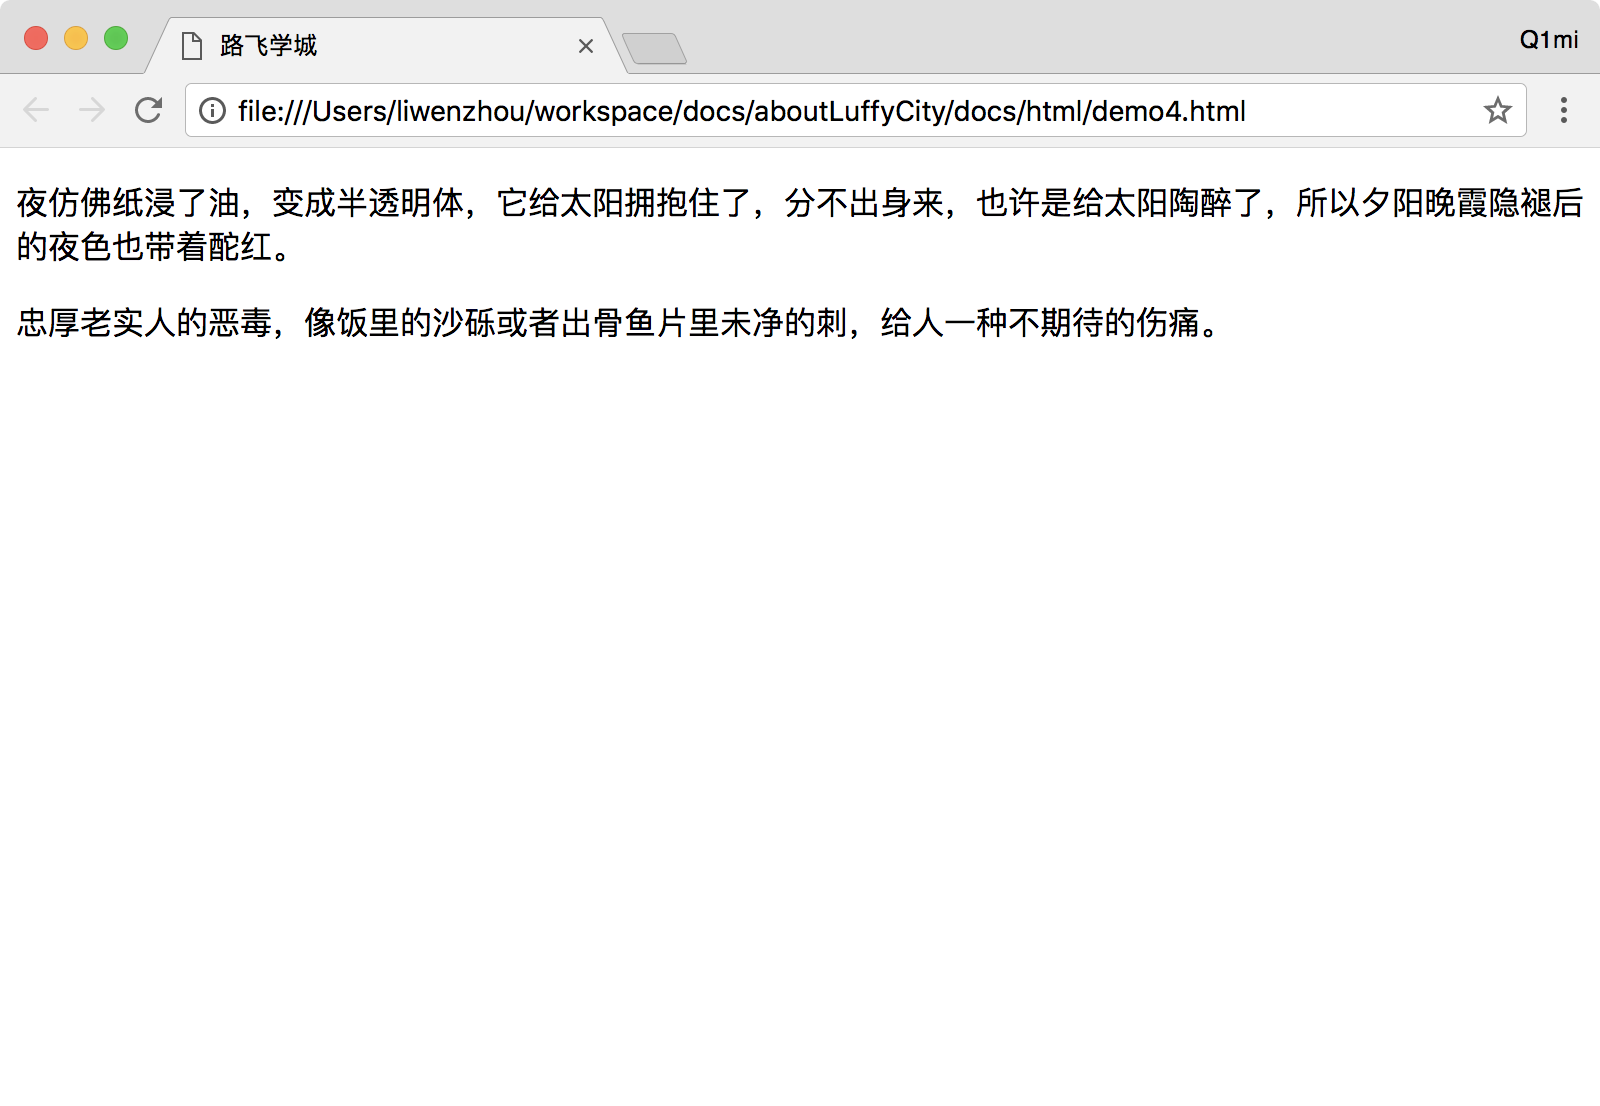 路飞学城
Q1mi
file:///Users/liwenzhou/workspace/docs/aboutLuffyCity/docs/html/demo4.html
夜仿佛纸浸了油，变成半透明体，它给太阳拥抱住了，分不出身来，也许是给太阳陶醉了，所以夕阳晚霞隐褪后
的夜色也带着酡红。
忠厚老实人的恶毒，像饭里的沙砾或者出骨鱼片里未净的刺，给人一种不期待的伤痛。